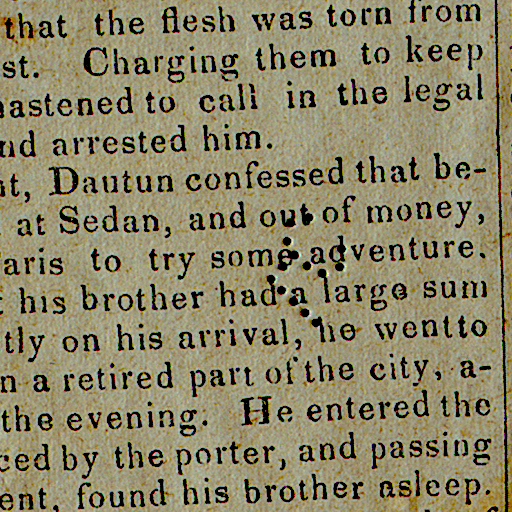 that the flesh was torn from
st. Charging them to keep
hastened to call in the legal
nd arrested him.
nt, Dautun confessed that be-
at Sedan, and out of money,
aris to try some adventure.
his brother had a large sum
tly on his arrival, he wentto
n a retired part of the city, a-
the evening. He entered the
ced by the porter, and passing
ent, found his brother asleep.